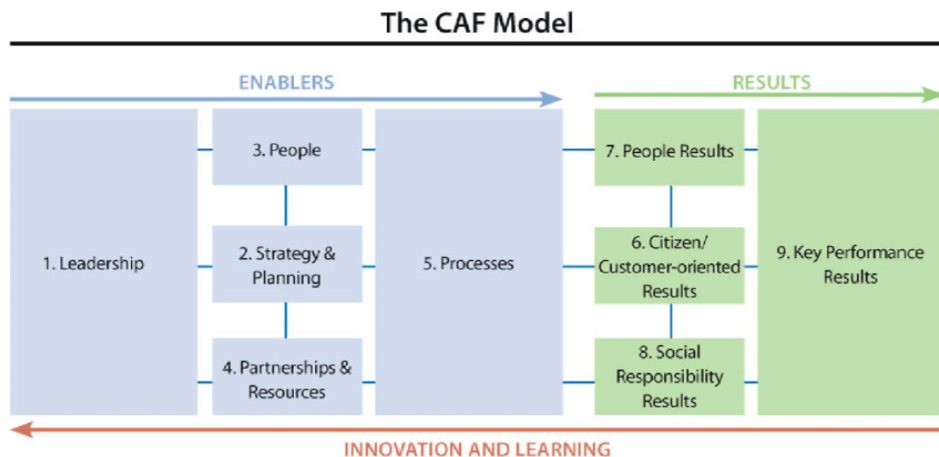 The CAF Model
ENABLERS
RESULTS
1. Leadership
3. People
2. Strategy &
Planning
4. Partnerships &
Resources
5. Processes
7. People Results
6. Citizen/
Customer-oriented
Results
8. Social
Responsibility
Results
9. Key Performance
Results
INNOVATION AND LEARNING